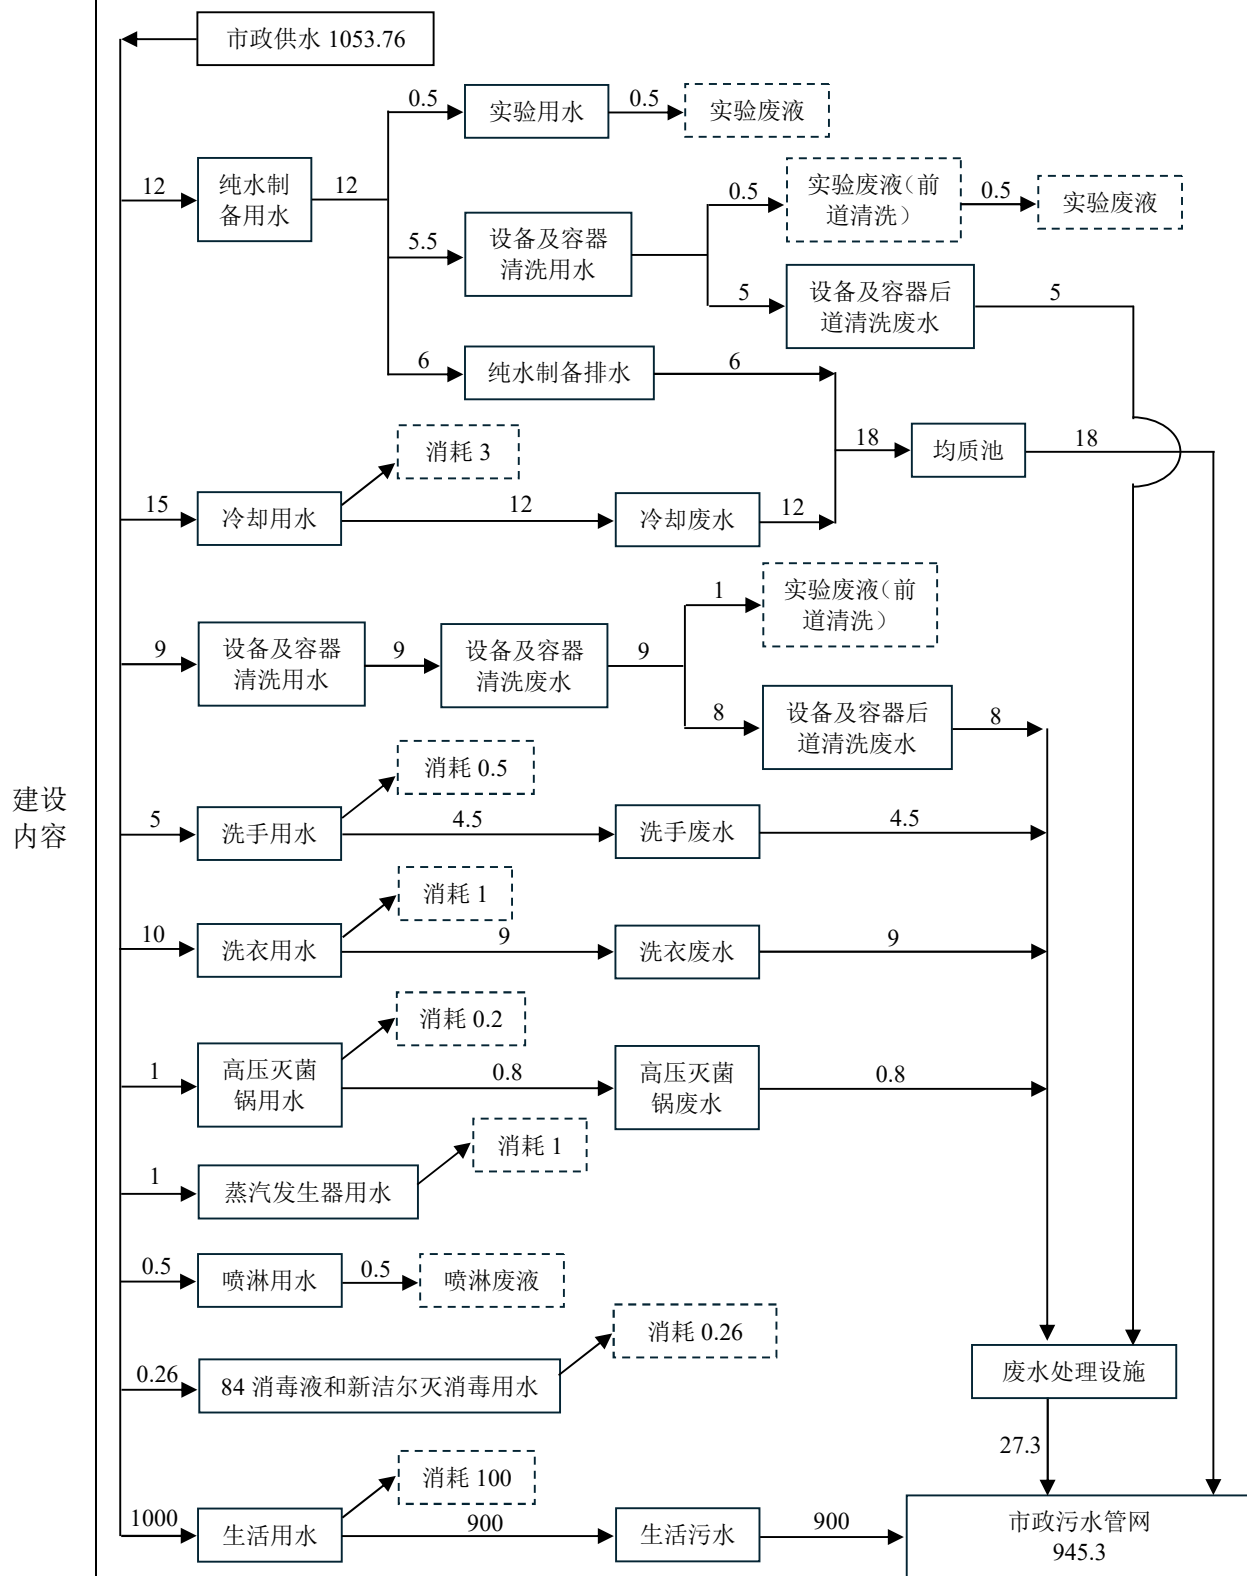 市政供水 1053.76
0.5
实验用水
0.5
实验废液
12
纯水制
备用水
12
0.5
实验废液（前
道清洗）
0.5
实验废液
5.5
设备及容器
清洗用水
5
设备及容器后
道清洗废水
5
6
纯水制备排水
6
消耗 3
18
均质池
18
15
冷却用水
12
冷却废水
12
1
实验废液（前
道清洗）
9
设备及容器
清洗用水
9
设备及容器
清洗废水
9
8
设备及容器后
道清洗废水
8
建设
内容
消耗 0.5
5
洗手用水
4.5
洗手废水
4.5
消耗 1
10
洗衣用水
9
洗衣废水
9
消耗 0.2
1
高压灭菌
锅用水
0.8
高压灭菌
锅废水
0.8
消耗 1
1
蒸汽发生器用水
0.5
喷淋用水
0.5
喷淋废液
消耗 0.26
0.26
84 消毒液和新洁尔灭消毒用水
废水处理设施
27.3
消耗 100
1000
生活用水
900
生活污水
900
市政污水管网
945.3